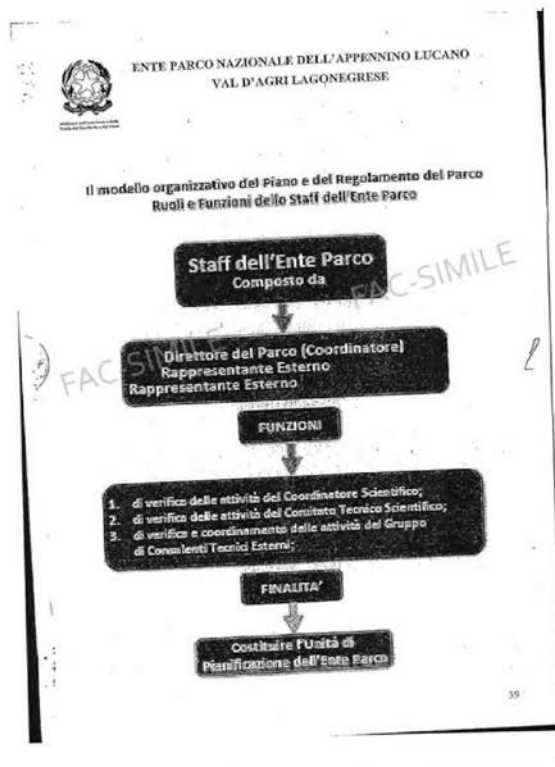 ENTE PARCO NAZIONALE DELL'APPENNINO LUCANO
VAL D'AGRI LAGONEGRESE
Il modello organizzativo del Piano e del Regolamento del Parco
Ruoli e Funzioni dello Staff dell'Ente Parco
Staff dell'Ente Parco
Composto da
FAC-SIMILE
FAC-SIMILE
Direttore del Parco (Coordinatore)
Rappresentante Esterno
Rappresentante Esterno
FUNZIONI
1. di verifica delle attività del Coordinatore Scientifico;
2. di verifica delle attività del Comitato Tecnico Scientifico;
3. di verifica e coordinamento delle attività del Gruppo
di Consulenti Tecnici Esterni;
FINALITA'
Costituire l'Unità di
Pianificazione dell'Ente Parco
39